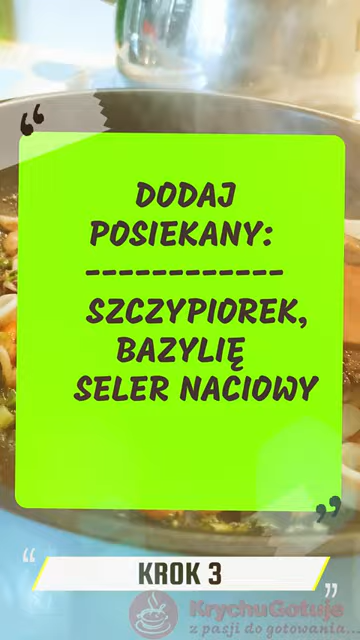 “
DODAJ
POSIEKANY:
------------
SZCZYPIOREK,
BAZYLIĘ
SELER NACIOWY
”
“
KROK 3
”
KrychuGotuje
z pasji do gotowania...